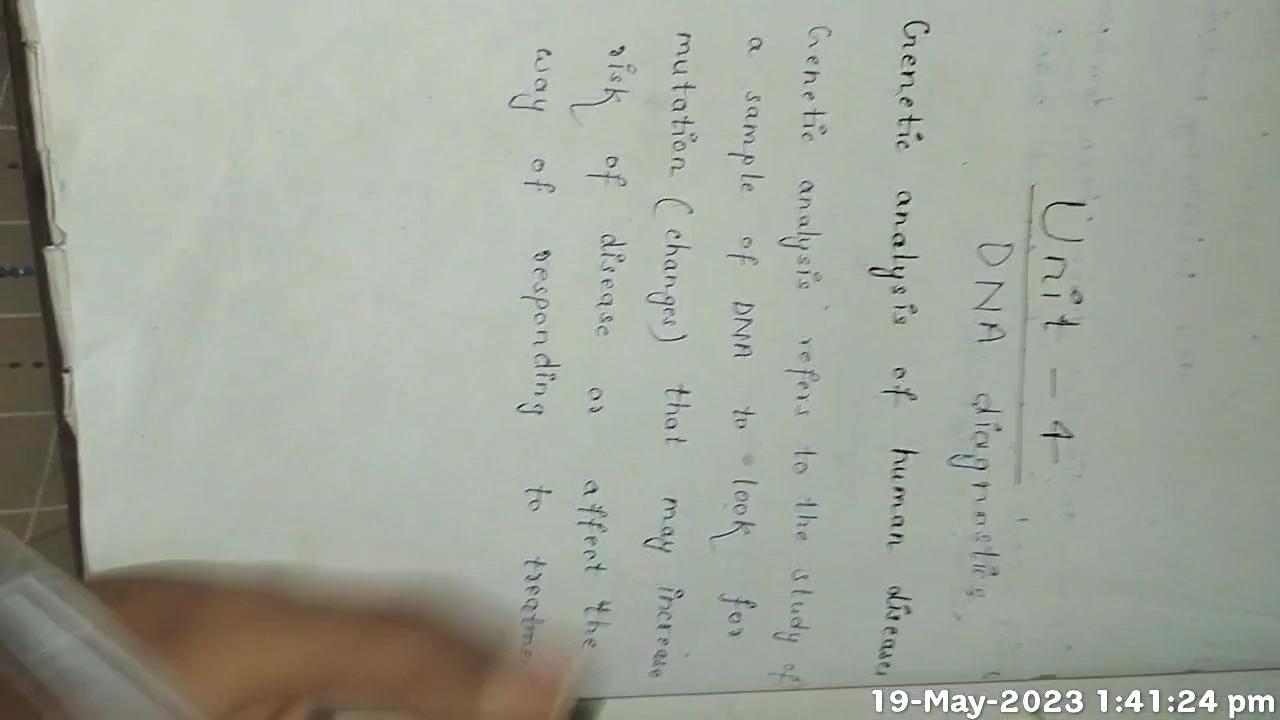 Unit - 4
DNA diagnostics
Genetic analysis of human diseases
Genetic analysis refers to the study of
a sample of DNA to look for
mutation (changes) that may increase
risk of disease or affect the
way of responding to treatme
19-May-2023 1:41:24 pm